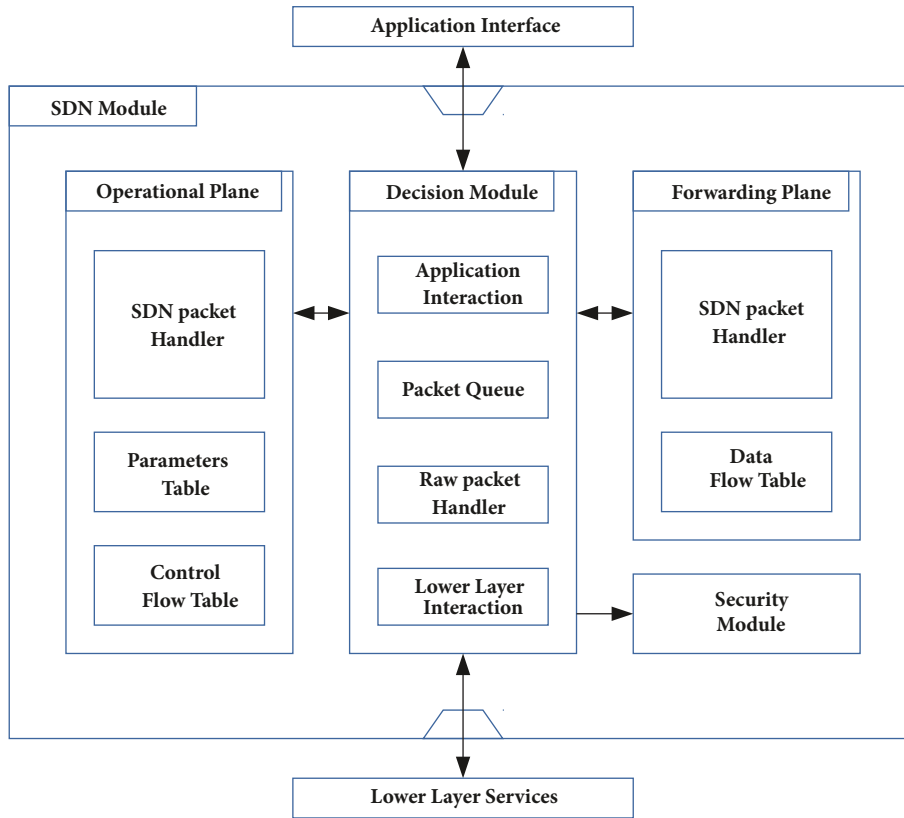 Application Interface
SDN Module
Operational Plane
SDN packet
Handler
Parameters
Table
Control
Flow Table
Decision Module
Application
Interaction
Packet Queue
Raw packet
Handler
Lower Layer
Interaction
Forwarding Plane
SDN packet
Handler
Data
Flow Table
Security
Module
Lower Layer Services